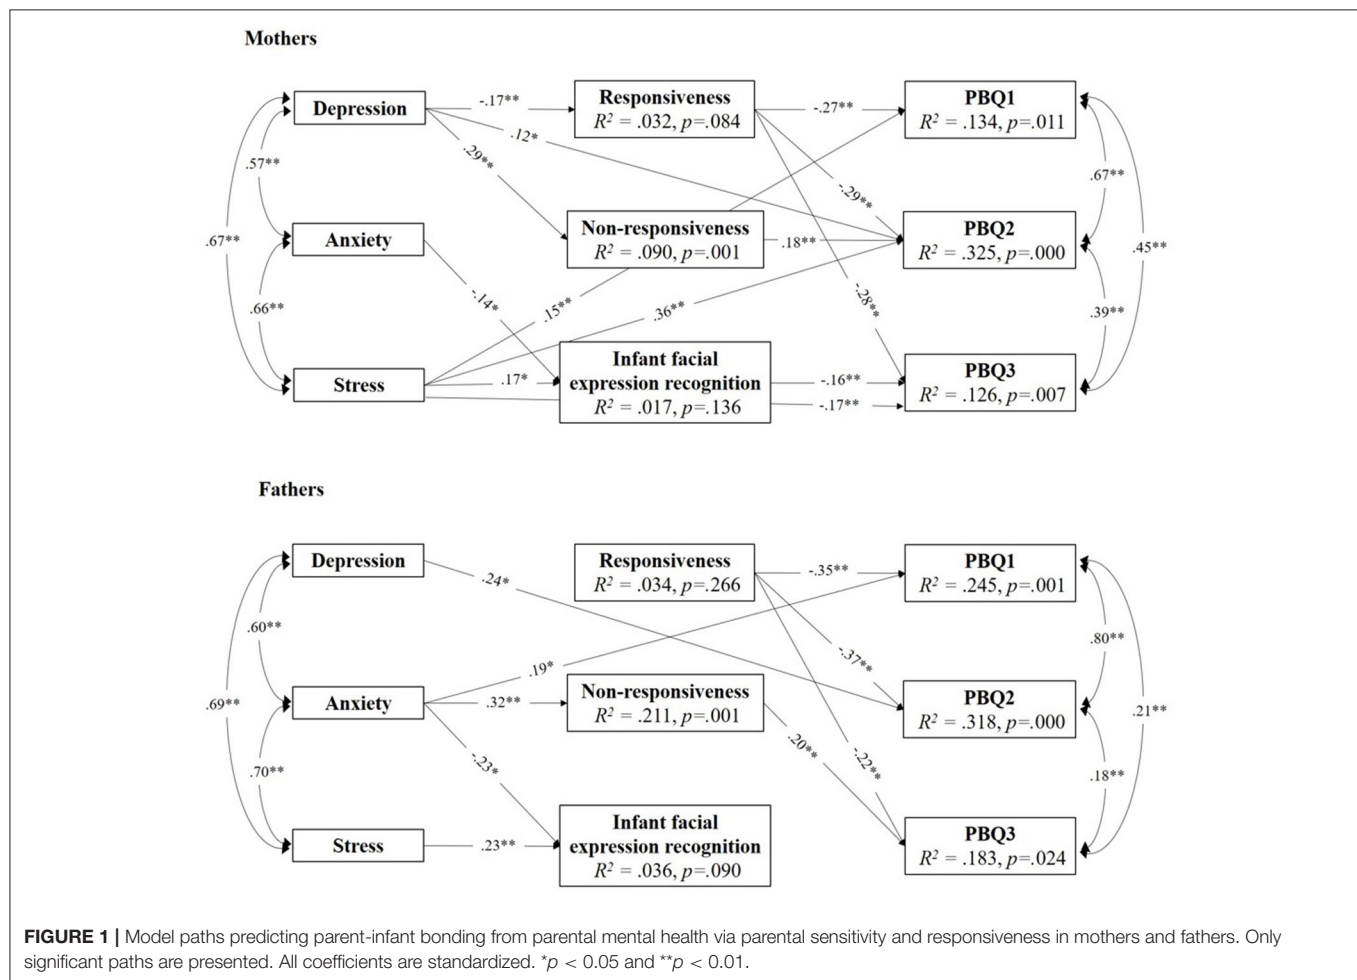 Mothers
Depression
Anxiety
Stress
.57**
.67**
.66**
-.17**
.12*
.29**
-.14*
.15**
.36**
.17*
Responsiveness
R² = .032, p=.084
Non-responsiveness
R² = .090, p=.001
Infant facial
expression recognition
R² = .017, p=.136
-.27**
-.29**
.18**
-.28**
-.16**
-.17**
PBQ1
R² = .134, p=.011
PBQ2
R² = .325, p=.000
PBQ3
R² = .126, p=.007
.67**
.45**
.39**
Fathers
Depression
Anxiety
Stress
.60**
.69**
.70**
.24*
.19*
.32**
-.23*
.23**
Responsiveness
R² = .034, p=.266
Non-responsiveness
R² = .211, p=.001
Infant facial
expression recognition
R² = .036, p=.090
-.35**
-.37**
-.22**
.20**
PBQ1
R² = .245, p=.001
PBQ2
R² = .318, p=.000
PBQ3
R² = .183, p=.024
.80**
.21**
.18**
FIGURE 1 | Model paths predicting parent-infant bonding from parental mental health via parental sensitivity and responsiveness in mothers and fathers. Only
significant paths are presented. All coefficients are standardized. *p < 0.05 and **p < 0.01.